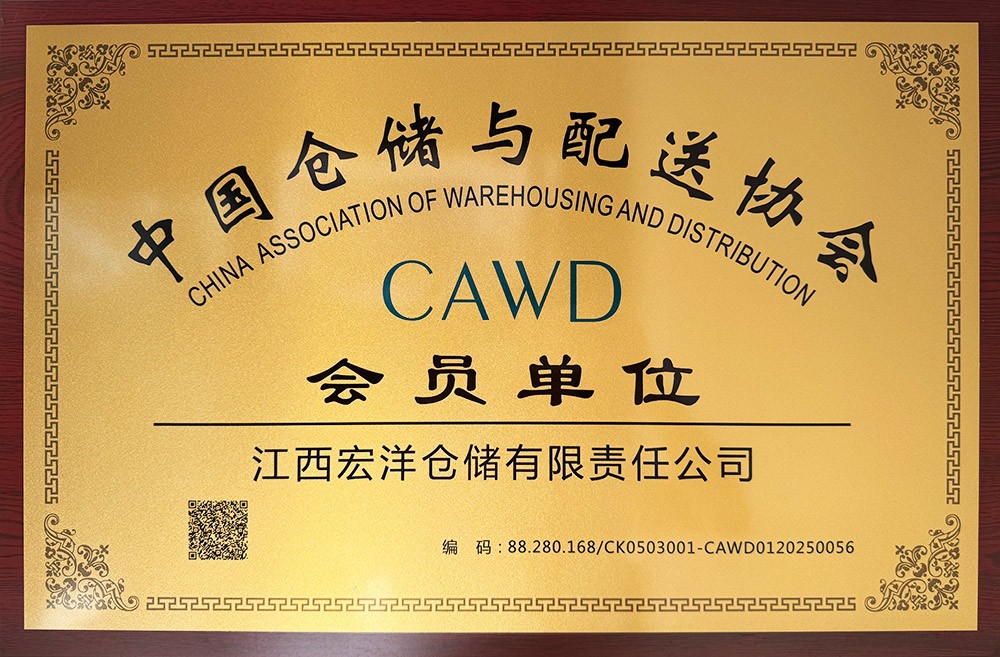 中国仓储与配送协会
CHINA ASSOCIATION OF WAREHOUSING AND DISTRIBUTION
CAWD
会员单位
江西宏洋仓储有限责任公司
编 码：88.280.168/CK0503001-CAWD0120250056